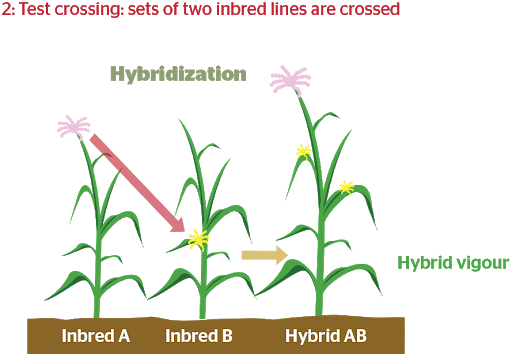 2: Test crossing: sets of two inbred lines are crossed
Hybridization
Hybrid vigour
Inbred A
Inbred B
Hybrid AB